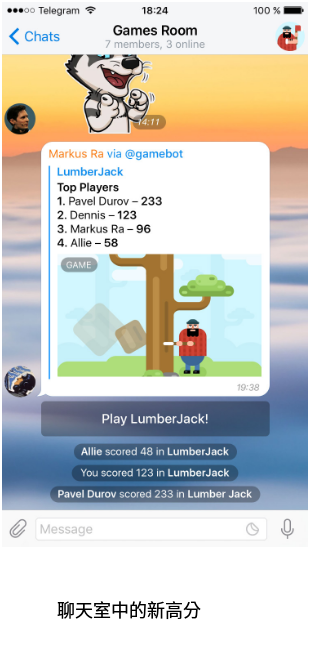 Telegram 18:24 100 %
Chats Games Room
7 members, 3 online
14:11
Markus Ra via @gamebot
LumberJack
Top Players
1. Pavel Durov – 233
2. Dennis – 123
3. Markus Ra – 96
4. Allie – 58
GAME
19:38
Play LumberJack!
Allie scored 48 in LumberJack
You scored 123 in LumberJack
Pavel Durov scored 233 in Lumber Jack
Message
聊天室中的新高分